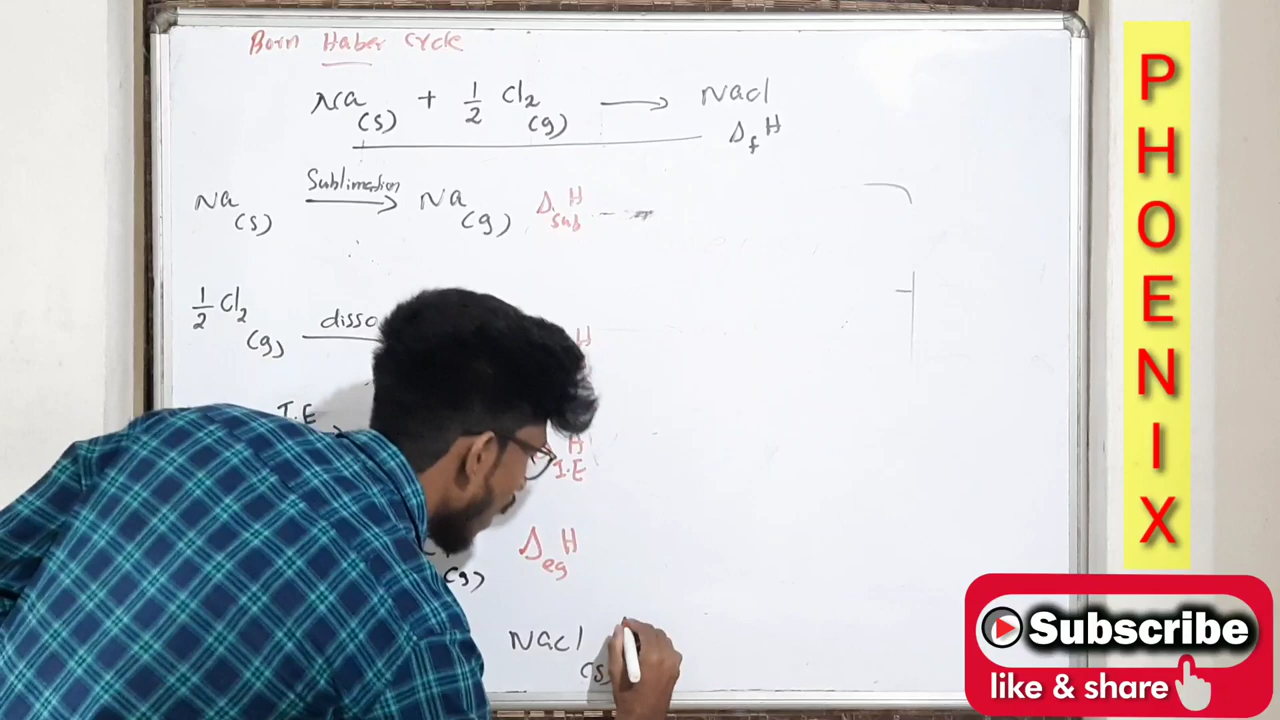 Born Haber Cycle
Na(s) + 1/2 Cl2(g) → NaCl
ΔfH
Na(s) Sublimation → Na(g) ΔsubH
1/2 Cl2(g)
H
I.E
H
I.E
(g) ΔegH
NaCl(s)
PHOENIX
Subscribe
like & share